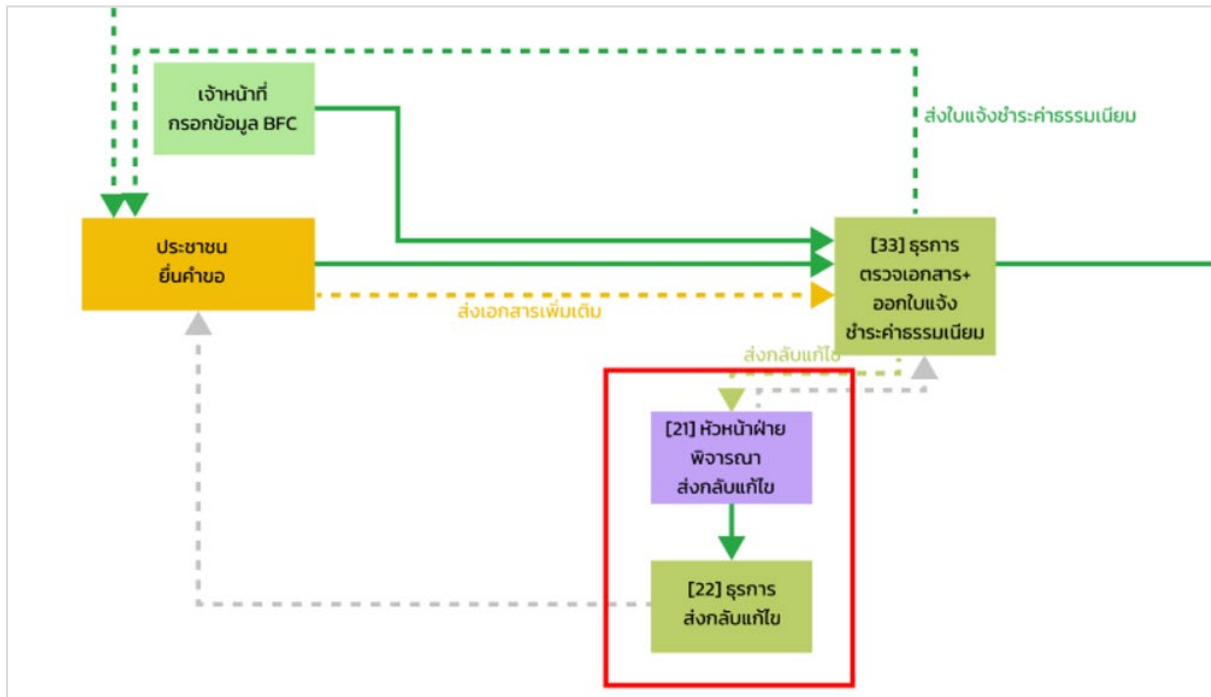 เจ้าหน้าที่
กรอกข้อมูล BFC
ส่งใบแจ้งชำระค่าธรรมเนียม
ประชาชน
ยื่นคำขอ
ส่งเอกสารเพิ่มเติม
[33] ธุรการ
ตรวจเอกสาร+
ออกใบแจ้ง
ชำระค่าธรรมเนียม
ส่งกลับแก้ไข
[21] หัวหน้าฝ่าย
พิจารณา
ส่งกลับแก้ไข
[22] ธุรการ
ส่งกลับแก้ไข